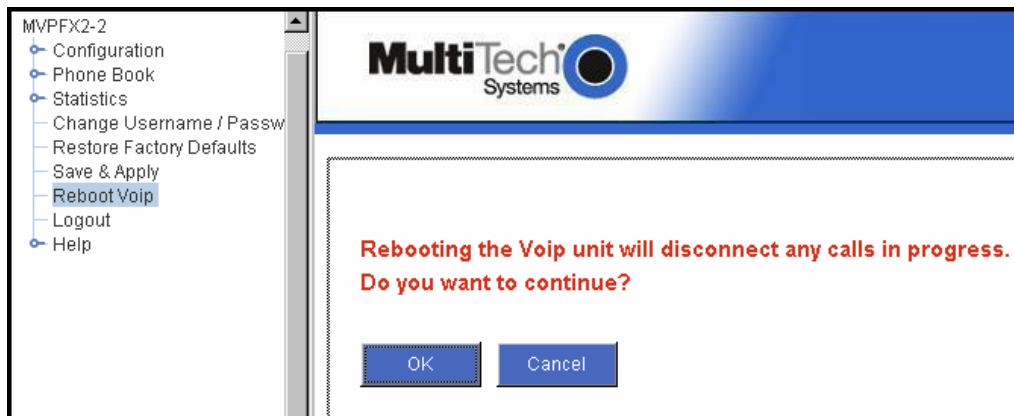 MVPFX2-2
Configuration
Phone Book
Statistics
Change Username / Passw
Restore Factory Defaults
Save & Apply
Reboot Voip
Logout
Help
MultiTech
Systems
Rebooting the Voip unit will disconnect any calls in progress.
Do you want to continue?
OK
Cancel